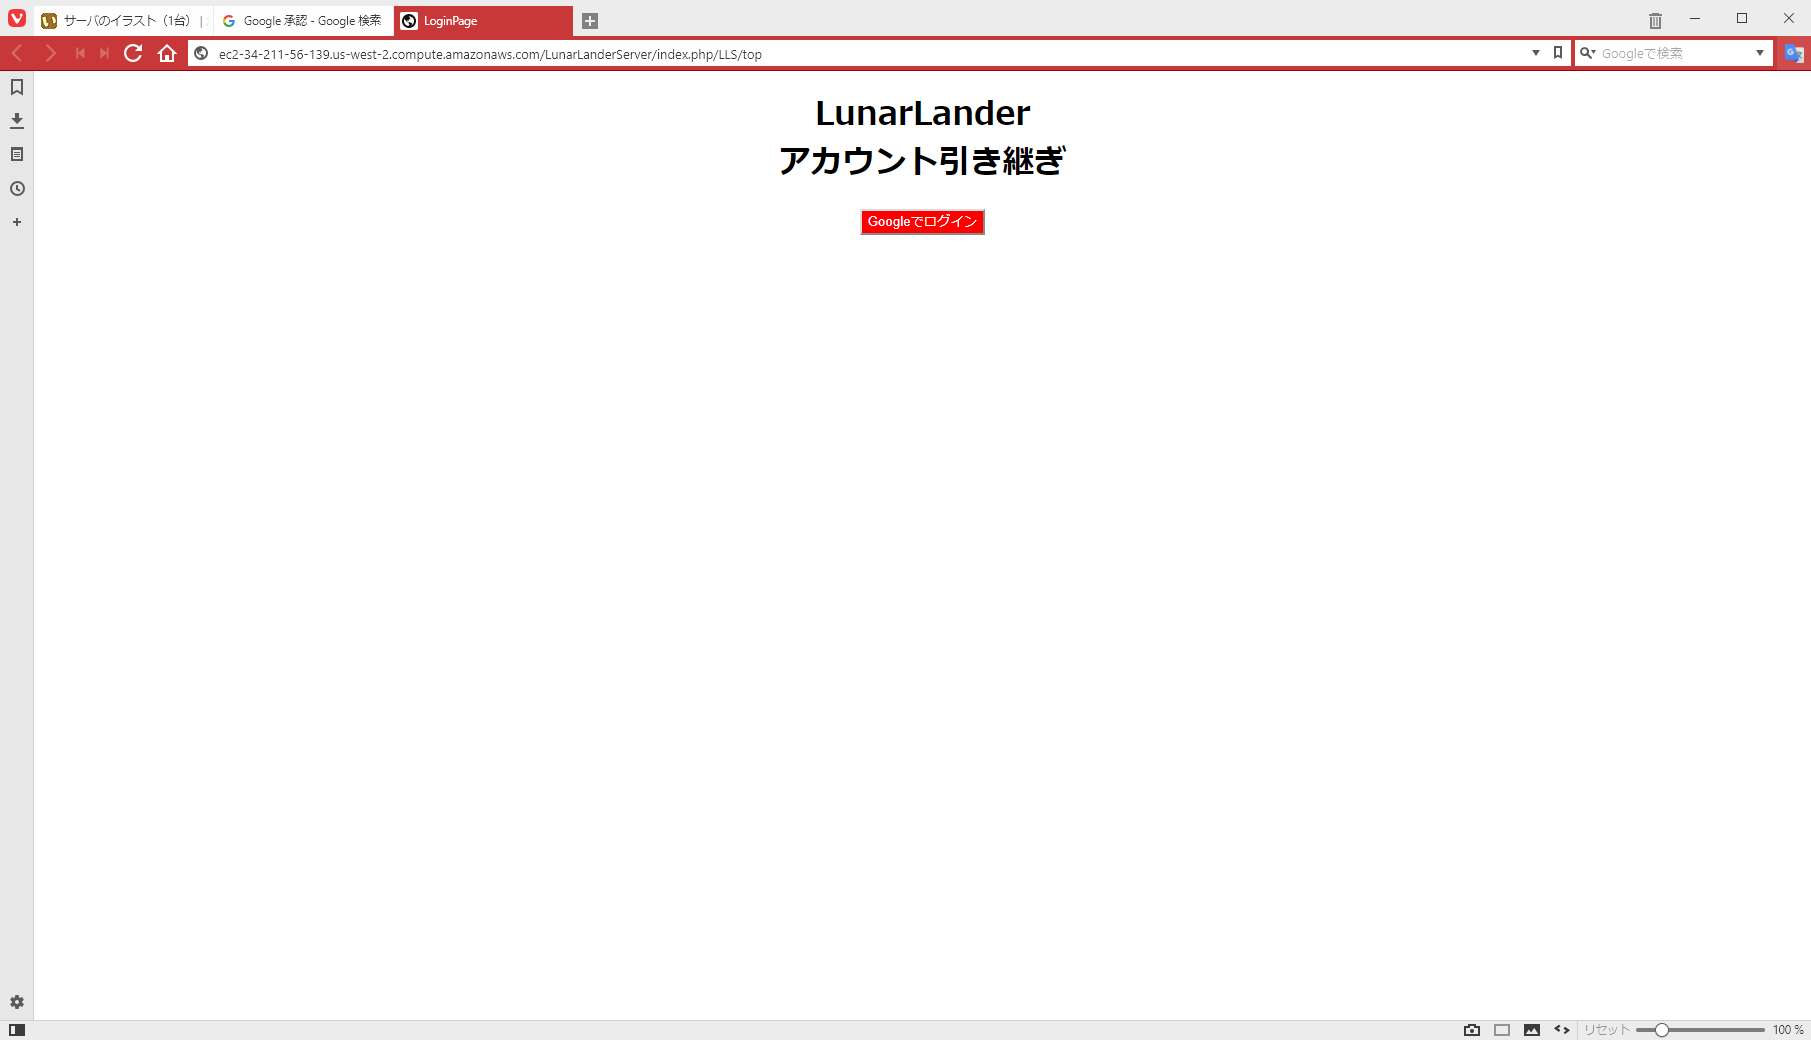 サーバのイラスト（1台） |
Google 承認 - Google 検索
LoginPage
ec2-34-211-56-139.us-west-2.compute.amazonaws.com/LunarLanderServer/index.php/LLS/top
Googleで検索
LunarLander
アカウント引き継ぎ
Googleでログイン
リセット
100 %